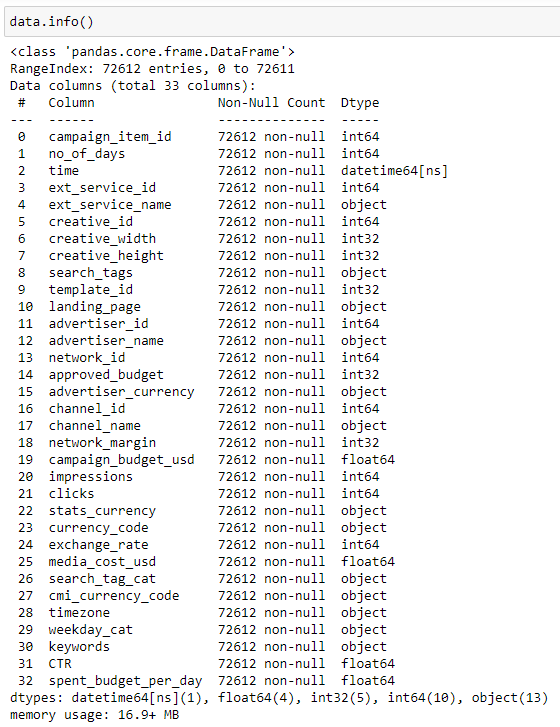 data.info()
<class 'pandas.core.frame.DataFrame'>
RangeIndex: 72612 entries, 0 to 72611
Data columns (total 33 columns):
 #   Column                Non-Null Count  Dtype
---  ------                --------------  -----
 0   campaign_item_id      72612 non-null  int64
 1   no_of_days            72612 non-null  int64
 2   time                  72612 non-null  datetime64[ns]
 3   ext_service_id        72612 non-null  int64
 4   ext_service_name      72612 non-null  object
 5   creative_id           72612 non-null  int64
 6   creative_width        72612 non-null  int32
 7   creative_height       72612 non-null  int32
 8   search_tags           72612 non-null  object
 9   template_id           72612 non-null  int32
 10  landing_page          72612 non-null  object
 11  advertiser_id         72612 non-null  int64
 12  advertiser_name       72612 non-null  object
 13  network_id            72612 non-null  int64
 14  approved_budget       72612 non-null  int32
 15  advertiser_currency   72612 non-null  object
 16  channel_id            72612 non-null  int64
 17  channel_name          72612 non-null  object
 18  network_margin        72612 non-null  int32
 19  campaign_budget_usd   72612 non-null  float64
 20  impressions           72612 non-null  int64
 21  clicks                72612 non-null  int64
 22  stats_currency        72612 non-null  object
 23  currency_code         72612 non-null  object
 24  exchange_rate         72612 non-null  int64
 25  media_cost_usd        72612 non-null  float64
 26  search_tag_cat        72612 non-null  object
 27  cmi_currency_code     72612 non-null  object
 28  timezone              72612 non-null  object
 29  weekday_cat           72612 non-null  object
 30  keywords              72612 non-null  object
 31  CTR                   72612 non-null  float64
 32  spent_budget_per_day  72612 non-null  float64
dtypes: datetime64[ns](1), float64(4), int32(5), int64(10), object(13)
memory usage: 16.9+ MB